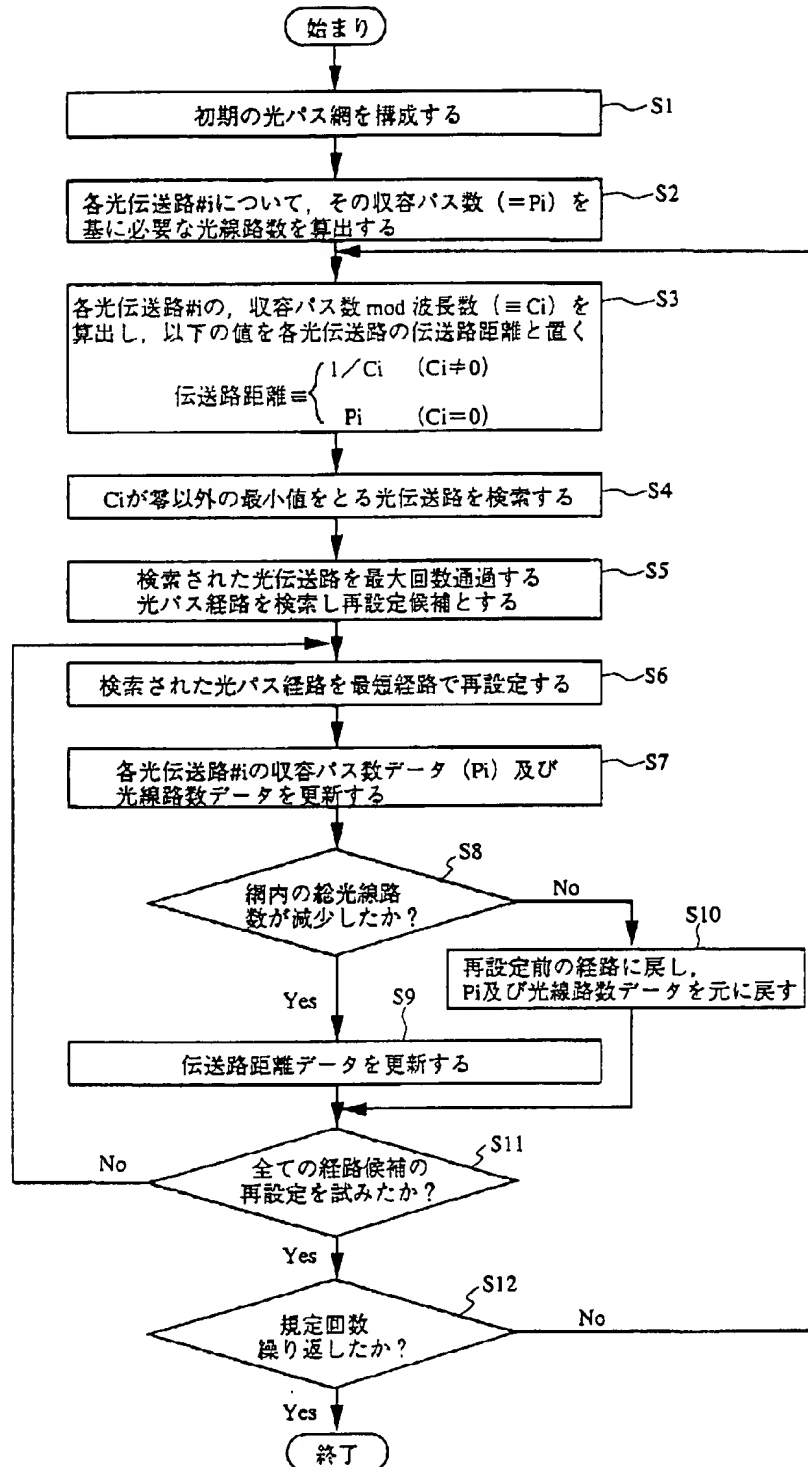 始まり
初期の光パス網を構成する
S1
各光伝送路#iについて，その収容パス数（＝Pi）を
基に必要な光線路数を算出する
S2
各光伝送路#iの，収容パス数 mod 波長数（≡Ci）を
算出し，以下の値を各光伝送路の伝送路距離と置く
伝送路距離≡{ 1／Ci （Ci≠0）
Pi （Ci＝0）
S3
Ciが零以外の最小値をとる光伝送路を検索する
S4
検索された光伝送路を最大回数通過する
光パス経路を検索し再設定候補とする
S5
検索された光パス経路を最短経路で再設定する
S6
各光伝送路#iの収容パス数データ（Pi）及び
光線路数データを更新する
S7
S8
網内の総光線路
数が減少したか？
No
S10
再設定前の経路に戻し，
Pi及び光線路数データを元に戻す
Yes
S9
伝送路距離データを更新する
S11
No
全ての経路候補の
再設定を試みたか？
Yes
S12
規定回数
繰り返したか？
No
Yes
終了